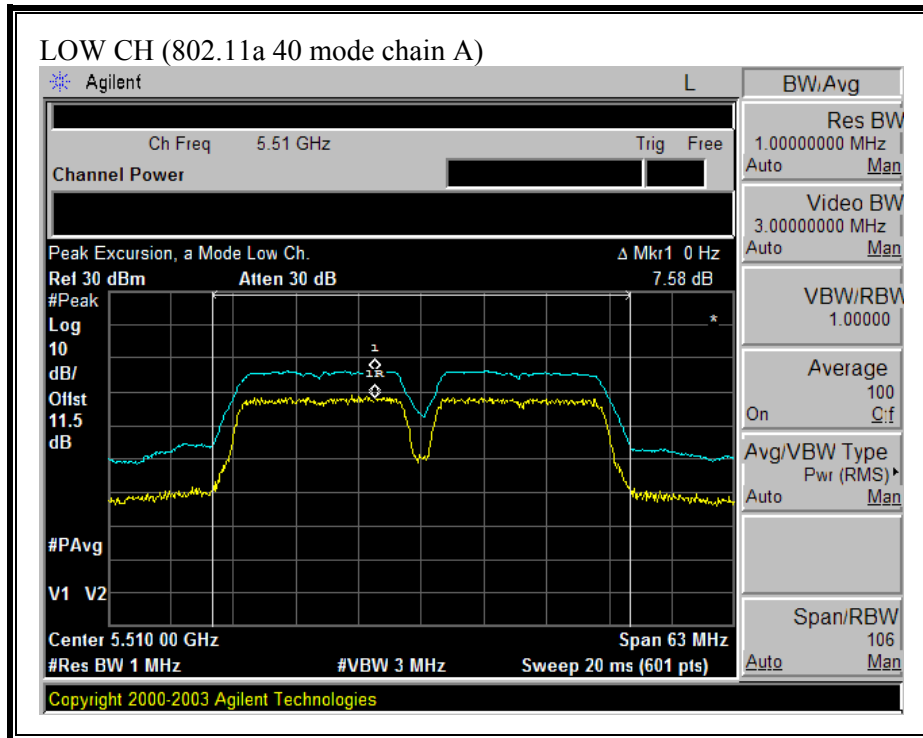 LOW CH (802.11a 40 mode chain A)
Agilent L
Ch Freq 5.51 GHz Trig Free
Channel Power
Peak Excursion, a Mode Low Ch. Δ Mkr1 0 Hz
Ref 30 dBm Atten 30 dB 7.58 dB
#Peak
Log
10
dB/
Offst
11.5
dB
*
1
1R
#PAvg
V1 V2
Center 5.510 00 GHz Span 63 MHz
#Res BW 1 MHz #VBW 3 MHz Sweep 20 ms (601 pts)
Copyright 2000-2003 Agilent Technologies
BW/Avg
Res BW
1.00000000 MHz
Auto Man
Video BW
3.00000000 MHz
Auto Man
VBW/RBW
1.00000
Average
100
On Off
Avg/VBW Type
Pwr (RMS)
Auto Man
Span/RBW
106
Auto Man